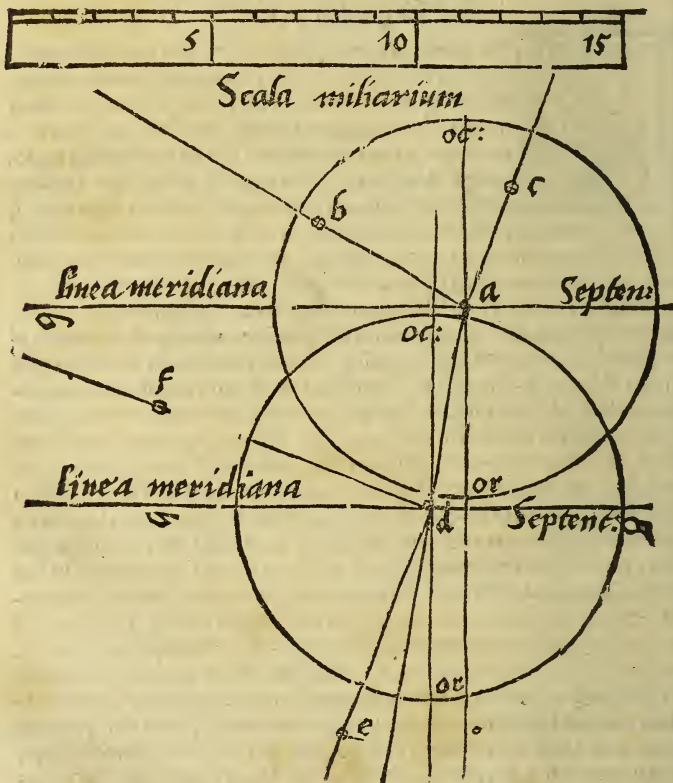 5 10 15
Scala miliarium
oc:
c
b
linea meridiana a Septen:
oc:
f
linea meridiana or
d Septent:
or
e